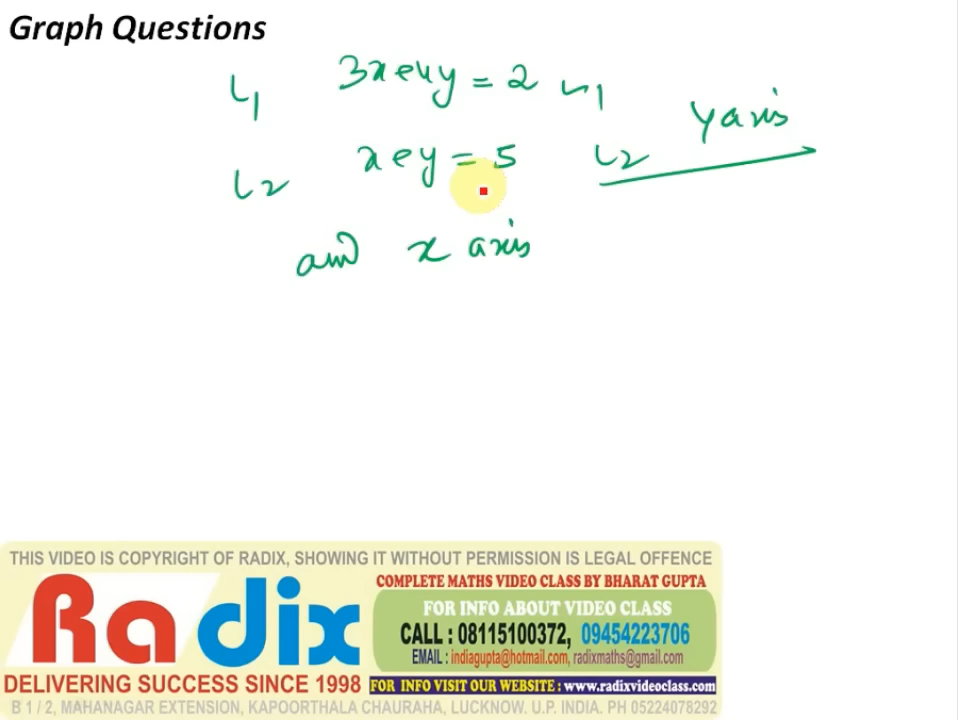 Graph Questions
L1 3x+4y = 2 L1
L2 x+y = 5 L2 y axis
and x axis
THIS VIDEO IS COPYRIGHT OF RADIX, SHOWING IT WITHOUT PERMISSION IS LEGAL OFFENCE
Radix
COMPLETE MATHS VIDEO CLASS BY BHARAT GUPTA
FOR INFO ABOUT VIDEO CLASS
CALL : 08115100372, 09454223706
EMAIL : indiagupta@hotmail.com, radixmaths@gmail.com
DELIVERING SUCCESS SINCE 1998
FOR INFO VISIT OUR WEBSITE : www.radixvideoclass.com
B 1 / 2, MAHANAGAR EXTENSION, KAPOORTHALA CHAURAHA, LUCKNOW. U.P. INDIA. PH 05224078292